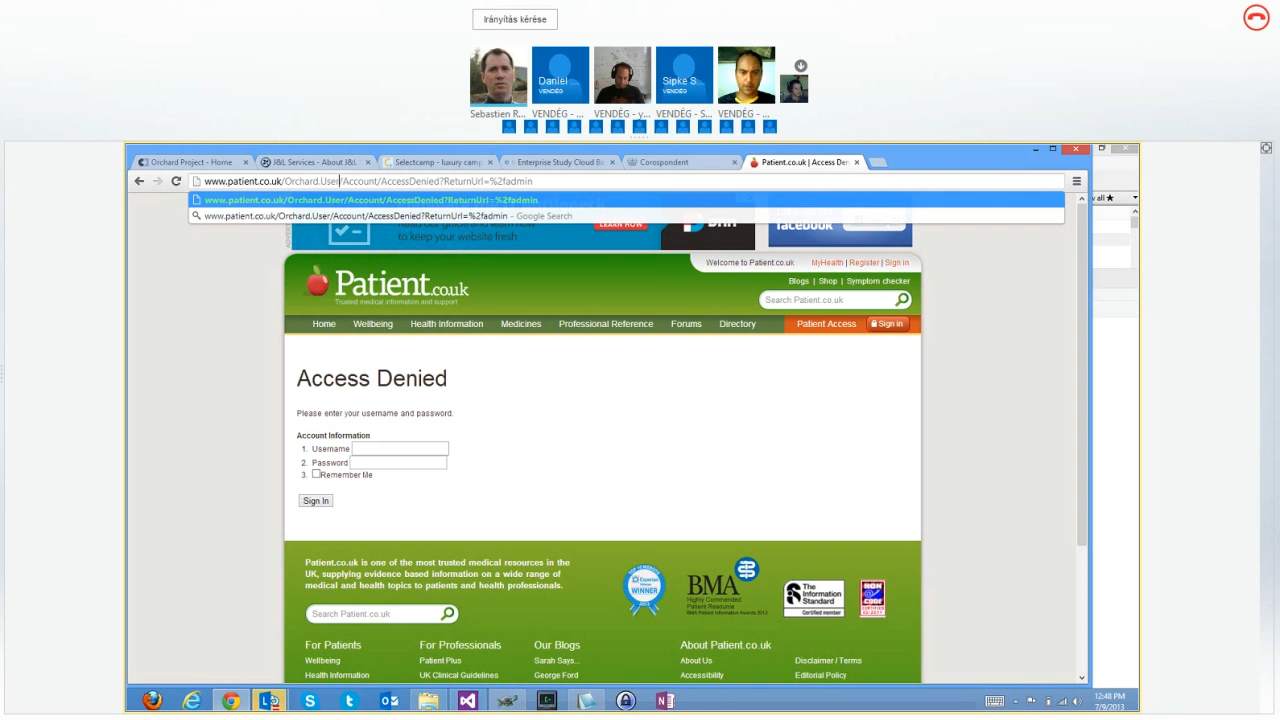 Irányítás kérése
Daniel ...
VENDÉG
Sipke S...
VENDÉG
Sebastien R... VENDÉG - ... VENDÉG - y... VENDÉG - S... VENDÉG - ...
Orchard Project - Home
J&L Services - About J&L
Selectcamp - luxury camp
Enterprise Study Cloud Ba
Corospondent
Patient.co.uk | Access Den
www.patient.co.uk/Orchard.User/Account/AccessDenied?ReturnUrl=%2fadmin
www.patient.co.uk/Orchard.User/Account/AccessDenied?ReturnUrl=%2fadmin
www.patient.co.uk/Orchard.User/Account/AccessDenied?ReturnUrl=%2fadmin - Google Search
to keep your website fresh
LEARN NOW
facebook
Welcome to Patient.co.uk MyHealth | Register | Sign in
Blogs | Shop | Symptom checker
Patient.co.uk
Trusted medical information and support
Search Patient.co.uk
Home Wellbeing Health Information Medicines Professional Reference Forums Directory Patient Access Sign in
Access Denied
Please enter your username and password.
Account Information
1. Username
2. Password
3. Remember Me
Sign In
Patient.co.uk is one of the most trusted medical resources in the
UK, supplying evidence based information on a wide range of
medical and health topics to patients and health professionals.
Search Patient.co.uk
WINNER
BMA
Highly Commended
Patient Resource
BMA Patient Information Awards 2012
The
Information
Standard
Certified member
HON
CODE
CERTIFIED
For Patients For Professionals Our Blogs About Patient.co.uk
Wellbeing Patient Plus Sarah Says... About Us Disclaimer / Terms
Health Information UK Clinical Guidelines George Ford Accessibility Editorial Policy
12:48 PM
7/9/2013